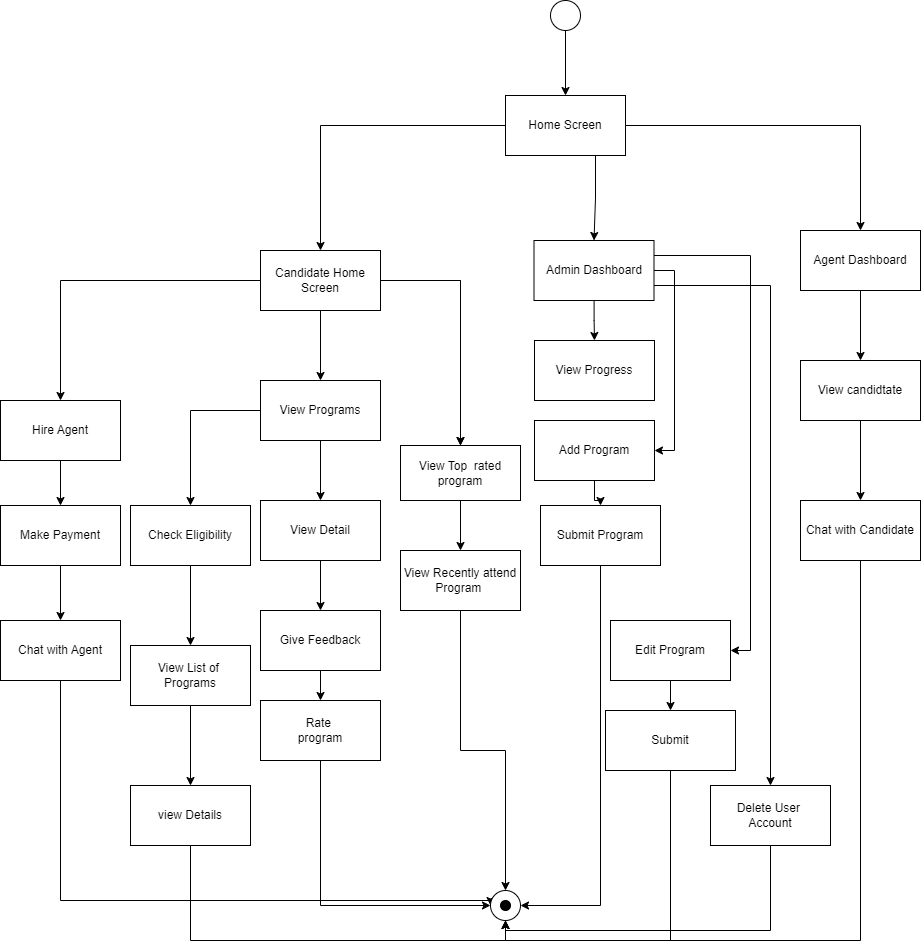 Home Screen
Agent Dashboard
Candidate Home
Screen
Admin Dashboard
View Progress
View candidtate
View Programs
Hire Agent
Add Program
View Top rated
program
Make Payment
Check Eligibility
View Detail
Submit Program
Chat with Candidate
View Recently attend
Program
Chat with Agent
Give Feedback
Edit Program
View List of
Programs
Rate
program
Submit
view Details
Delete User
Account